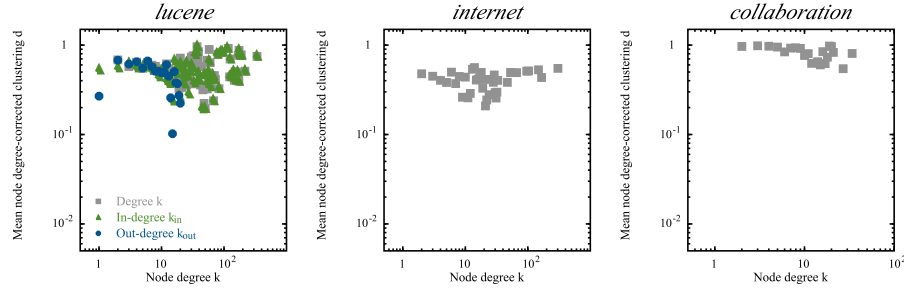 lucene
Mean node degree-corrected clustering d
1
10⁻¹
10⁻²
Degree k
In-degree kin
Out-degree kout
1 10 10²
Node degree k
internet
Mean node degree-corrected clustering d
1
10⁻¹
10⁻²
1 10 10²
Node degree k
collaboration
Mean node degree-corrected clustering d
1
10⁻¹
10⁻²
1 10 10²
Node degree k